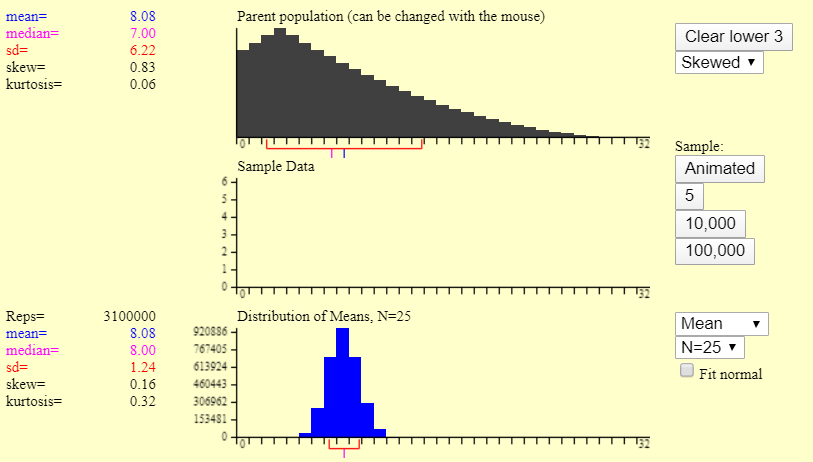 mean= 8.08
median= 7.00
sd= 6.22
skew= 0.83
kurtosis= 0.06
Parent population (can be changed with the mouse)
0 32
Clear lower 3
Skewed ▼
Sample Data
6
5
4
3
2
1
0
0 32
Sample:
Animated
5
10,000
100,000
Reps= 3100000
mean= 8.08
median= 8.00
sd= 1.24
skew= 0.16
kurtosis= 0.32
Distribution of Means, N=25
920886
767405
613924
460443
306962
153481
0
0 32
Mean ▼
N=25 ▼
Fit normal